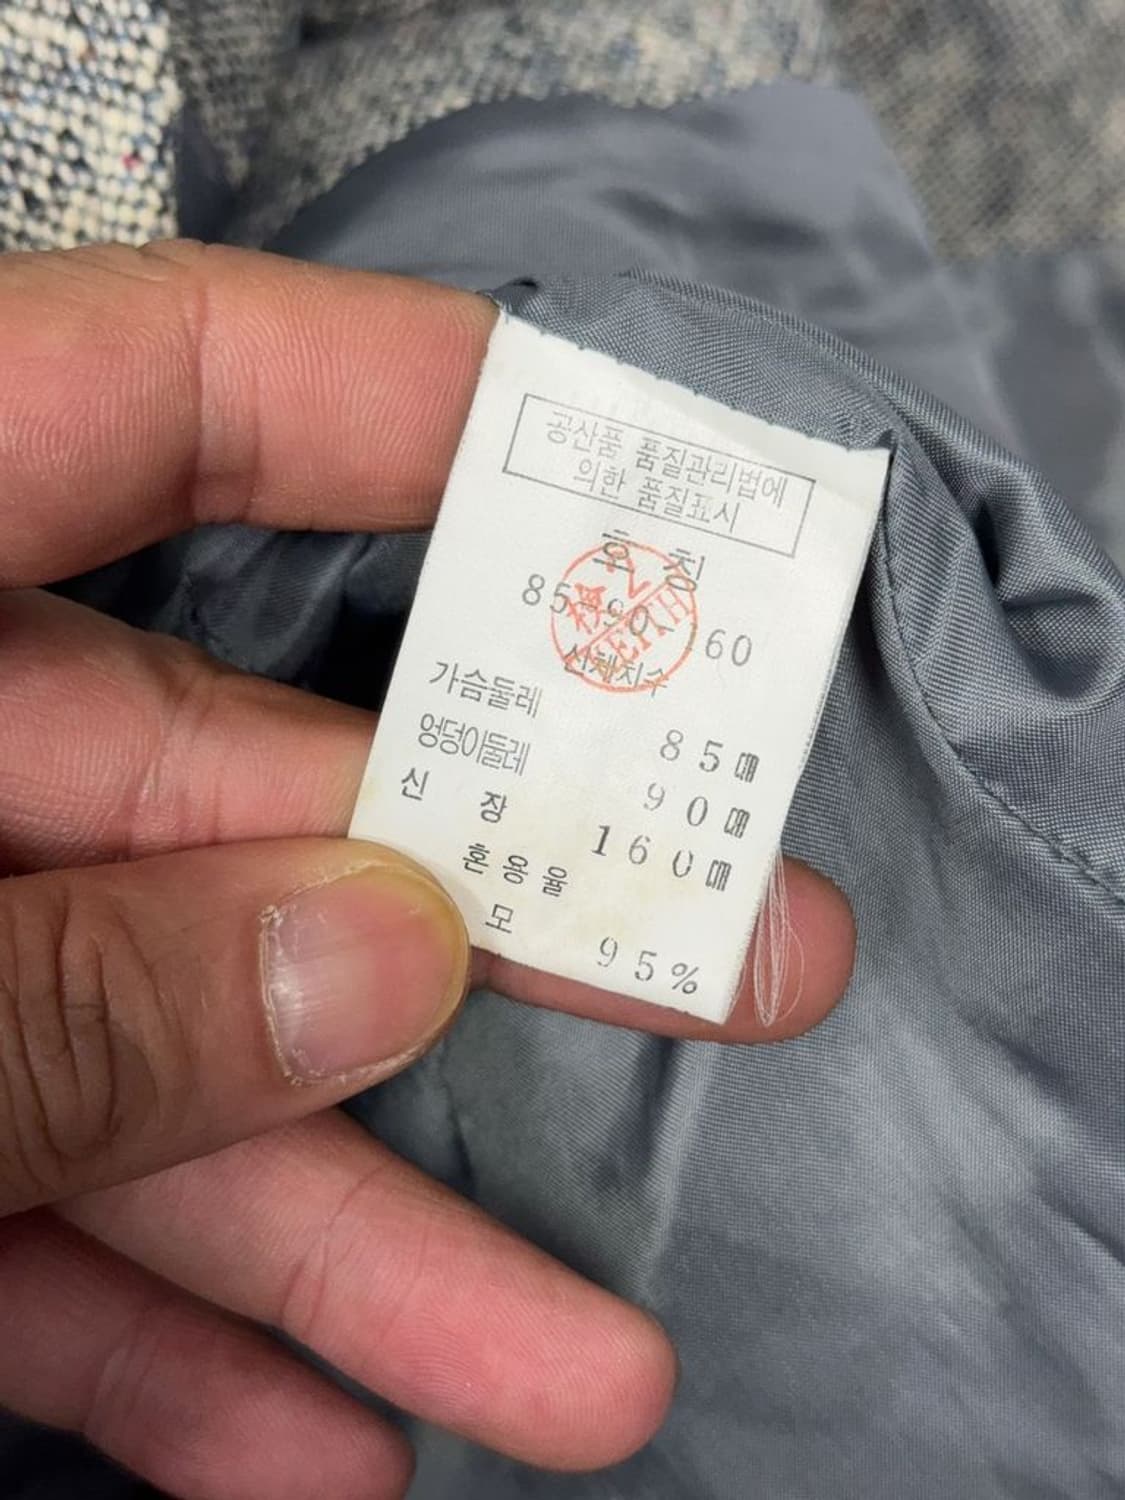 공산품 품질관리법에
의한 품질표시
호 칭
85-90-160
신체치수
가슴둘레 85㎝
엉덩이둘레 90㎝
신 장 160㎝
혼용율
모 95%